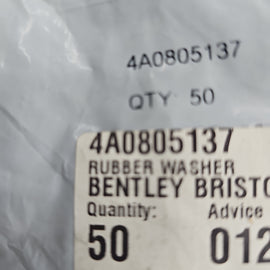 4A0805137
QTY 50
4A0805137
RUBBER WASHER
BENTLEY BRISTO
Quantity: Advice
50 012